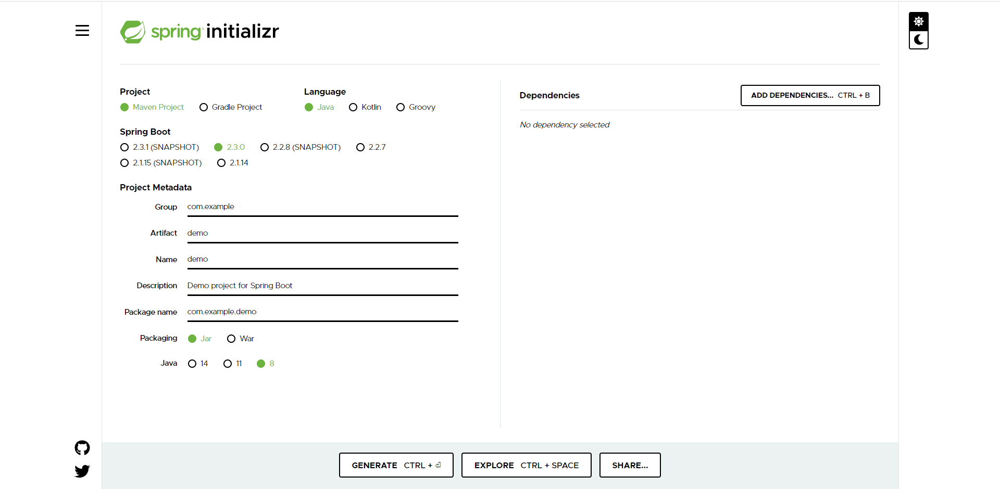 spring initializr
Project
Maven Project Gradle Project
Language
Java Kotlin Groovy
Spring Boot
2.3.1 (SNAPSHOT) 2.3.0 2.2.8 (SNAPSHOT) 2.2.7
2.1.15 (SNAPSHOT) 2.1.14
Project Metadata
Group com.example
Artifact demo
Name demo
Description Demo project for Spring Boot
Package name com.example.demo
Packaging Jar War
Java 14 11 8
Dependencies
ADD DEPENDENCIES... CTRL + B
No dependency selected
GENERATE CTRL + ⏎
EXPLORE CTRL + SPACE
SHARE...